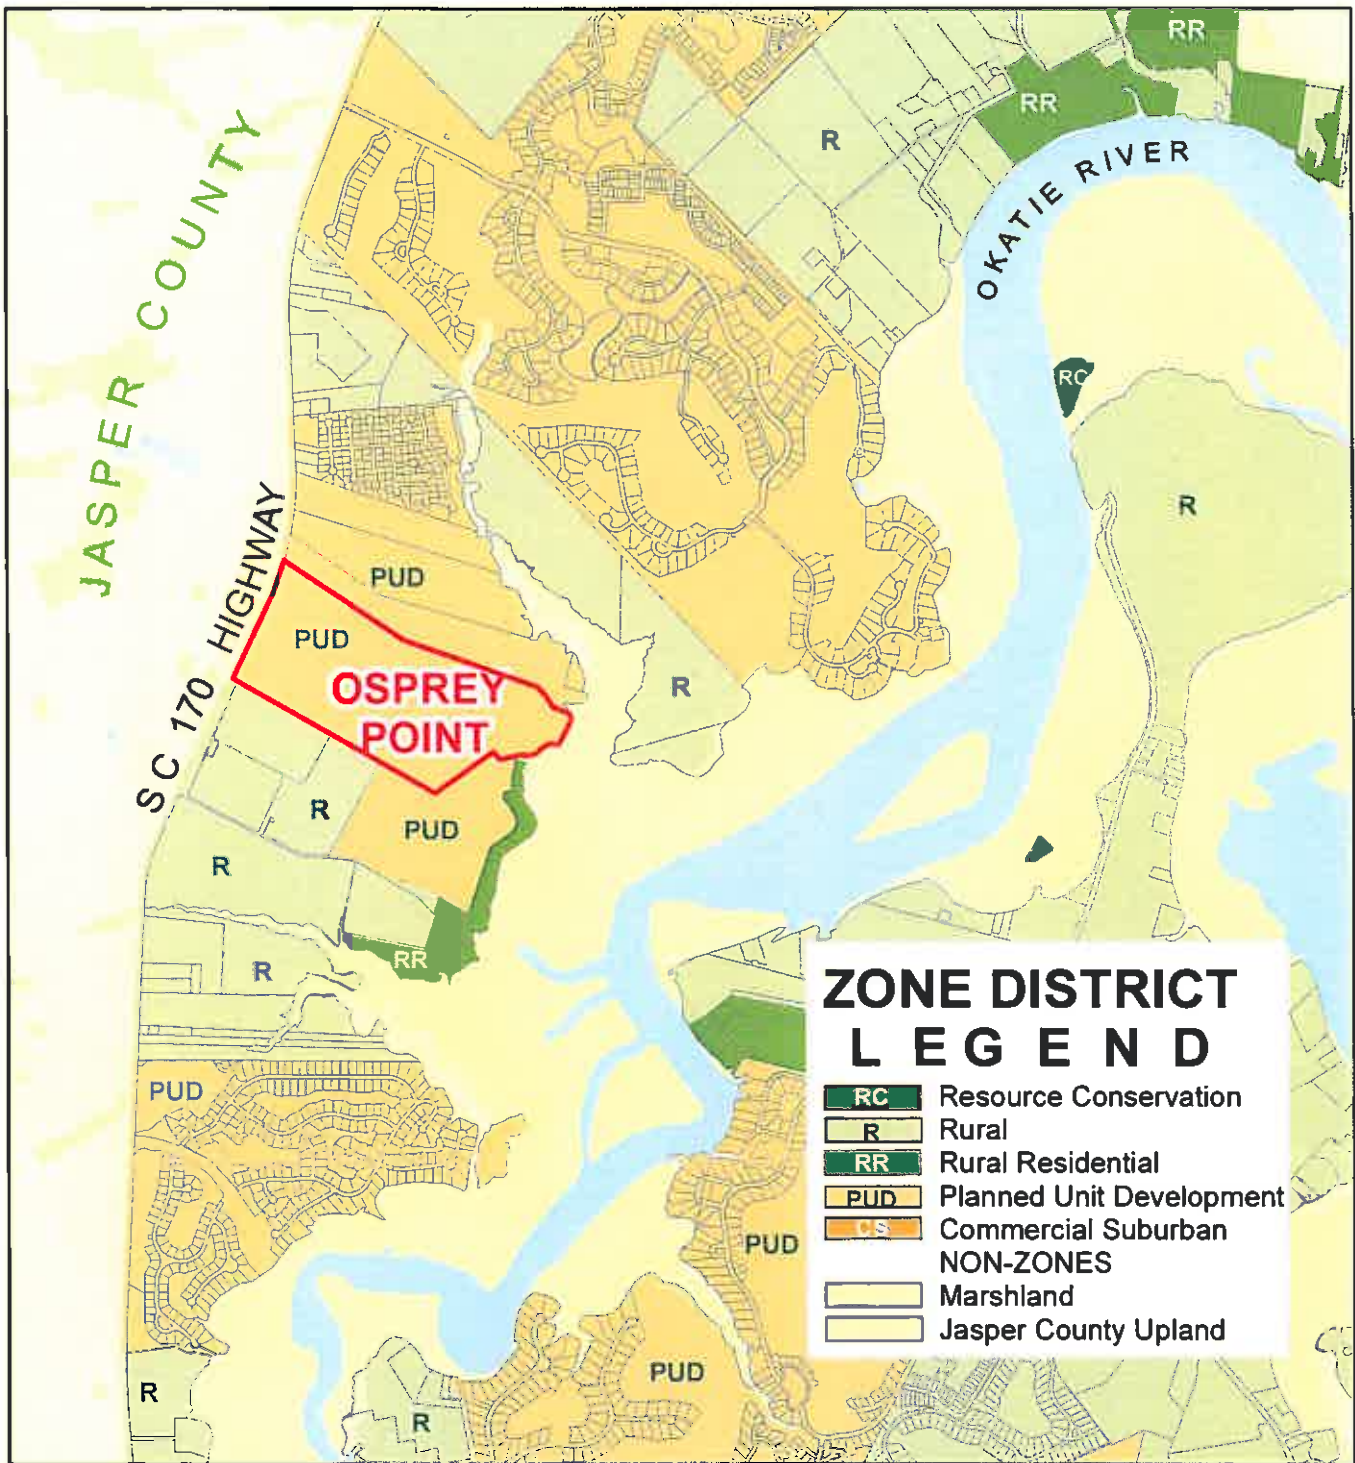 RR
RR
R
OKATIE RIVER
JASPER COUNTY
RC
R
SC 170 HIGHWAY
PUD
PUD
OSPREY
POINT
R
R
PUD
R
RR
R
PUD
PUD
PUD
R
R
ZONE DISTRICT
LEGEND
RC Resource Conservation
R Rural
RR Rural Residential
PUD Planned Unit Development
CS Commercial Suburban
NON-ZONES
Marshland
Jasper County Upland